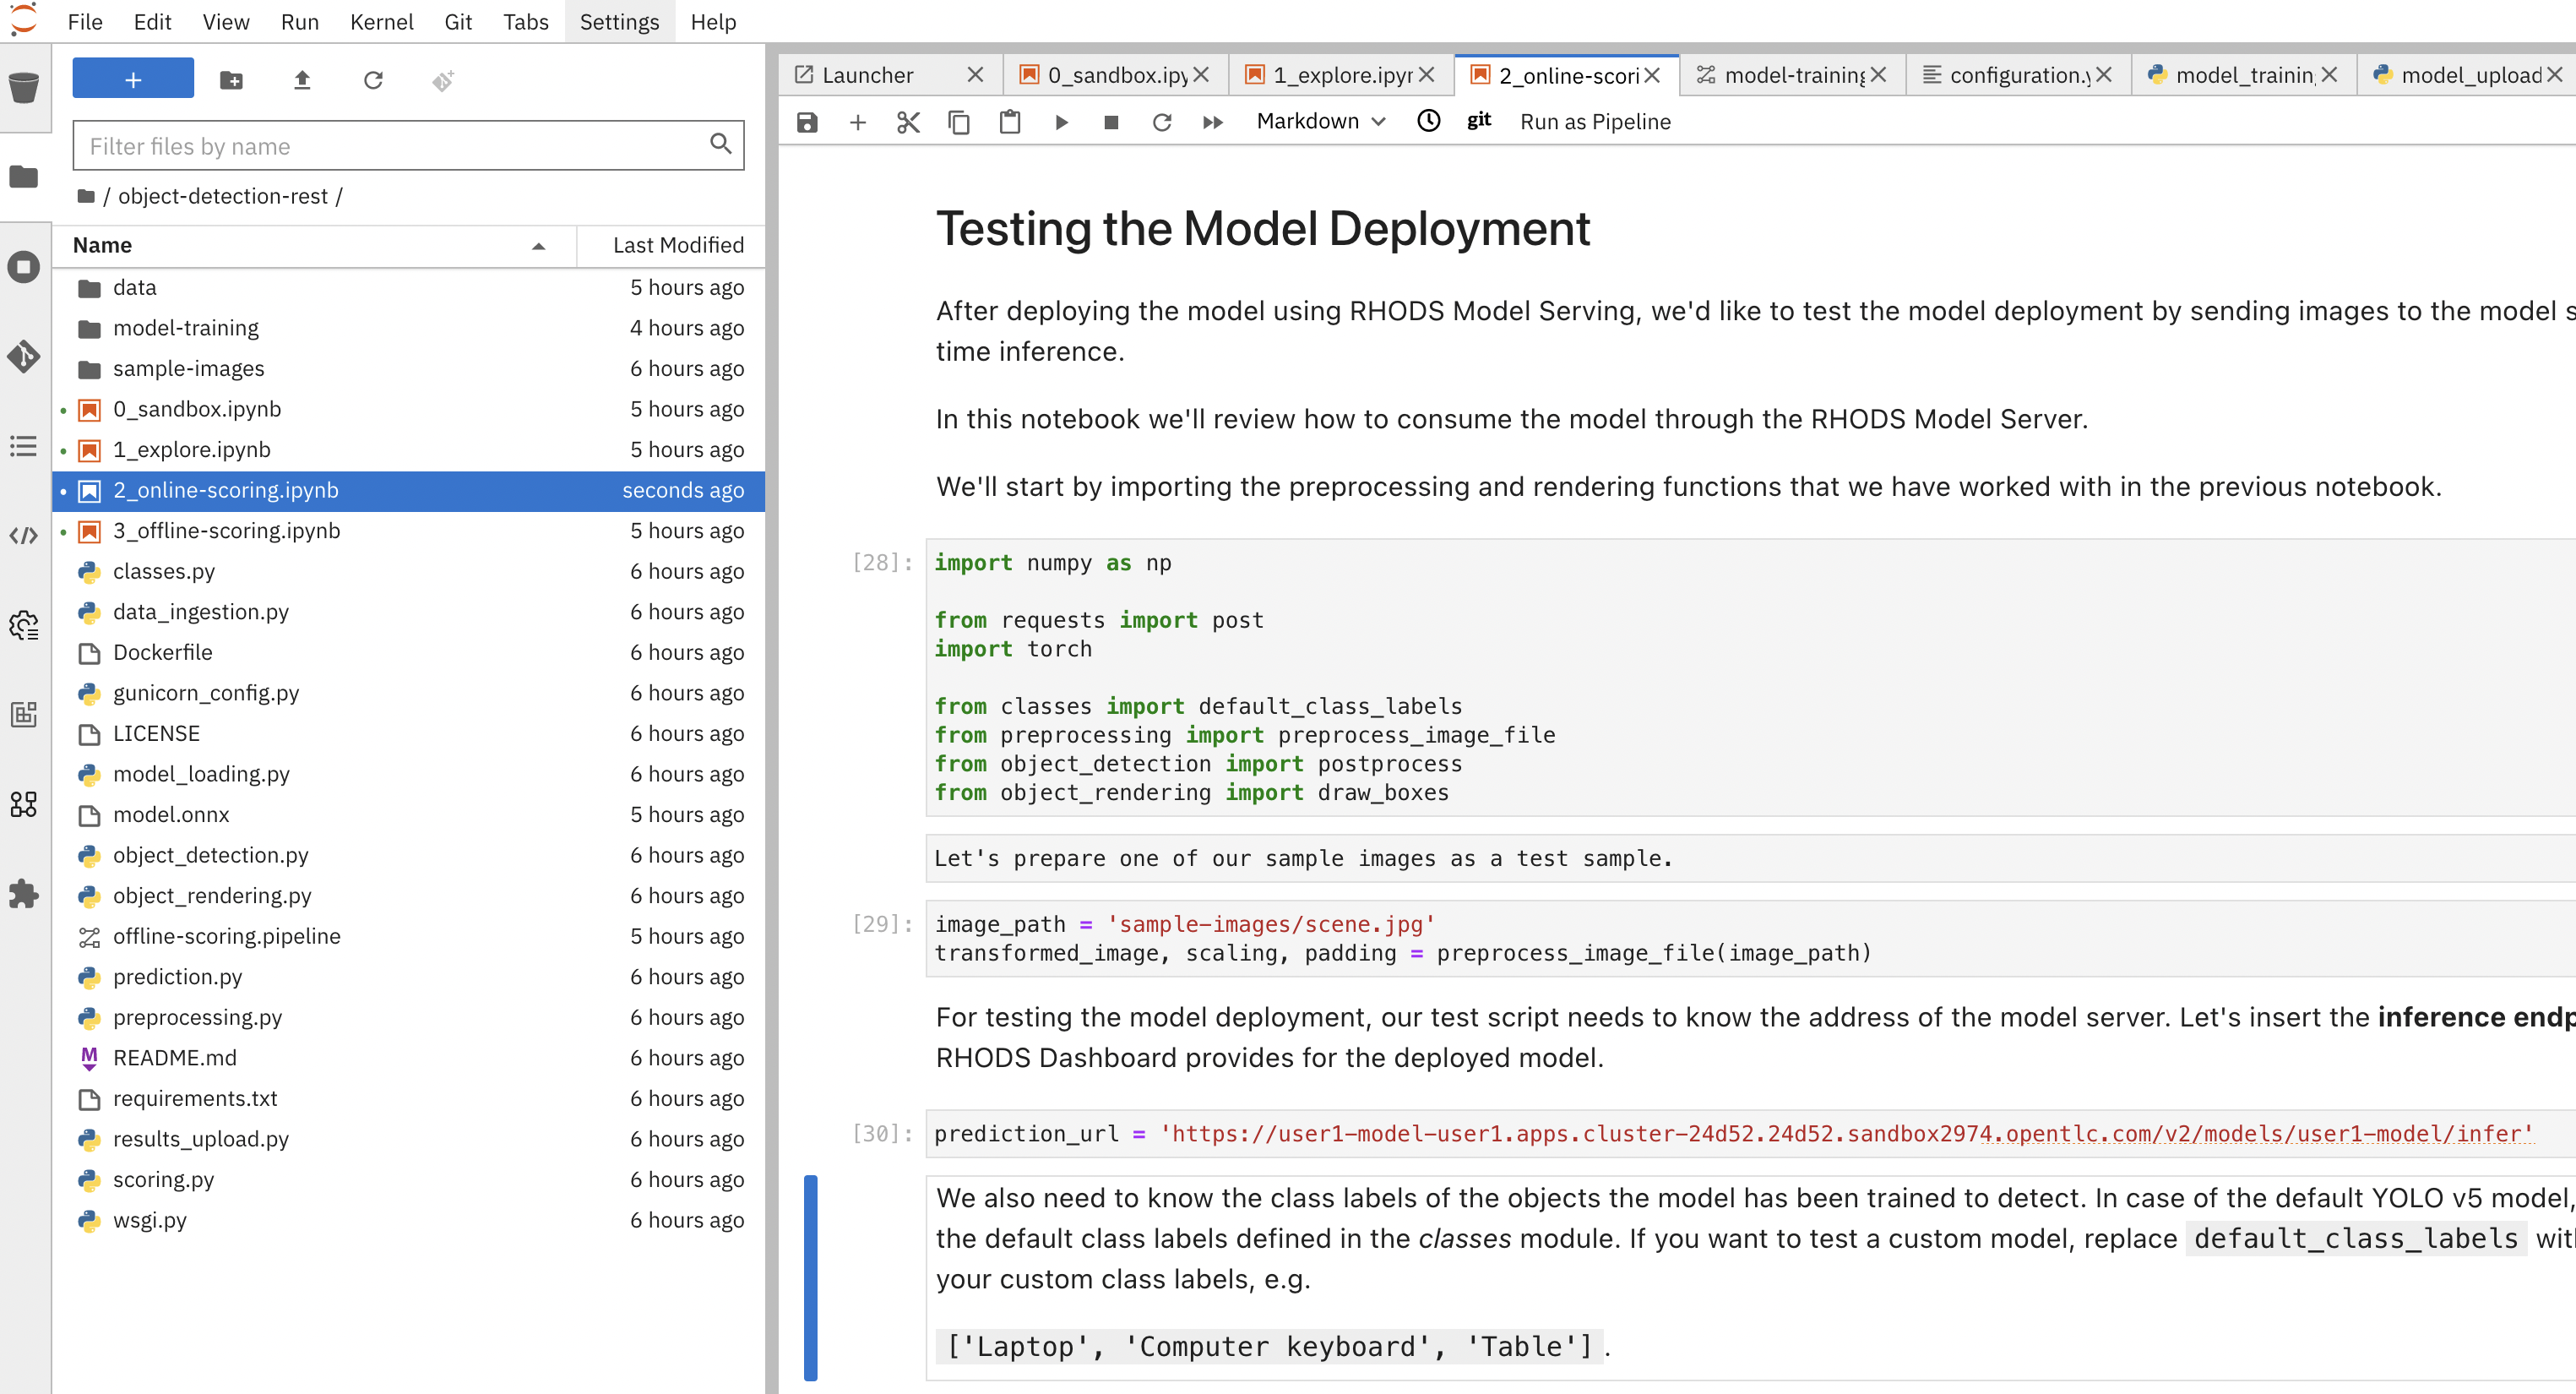 File Edit View Run Kernel Git Tabs Settings Help
+
Filter files by name
/ object-detection-rest /
Name Last Modified
data 5 hours ago
model-training 4 hours ago
sample-images 6 hours ago
0_sandbox.ipynb 5 hours ago
1_explore.ipynb 5 hours ago
2_online-scoring.ipynb seconds ago
3_offline-scoring.ipynb 5 hours ago
classes.py 6 hours ago
data_ingestion.py 6 hours ago
Dockerfile 6 hours ago
gunicorn_config.py 6 hours ago
LICENSE 6 hours ago
model_loading.py 6 hours ago
model.onnx 5 hours ago
object_detection.py 6 hours ago
object_rendering.py 6 hours ago
offline-scoring.pipeline 5 hours ago
prediction.py 6 hours ago
preprocessing.py 6 hours ago
README.md 6 hours ago
requirements.txt 6 hours ago
results_upload.py 6 hours ago
scoring.py 6 hours ago
wsgi.py 6 hours ago
Launcher 0_sandbox.ipy 1_explore.ipyn 2_online-scori model-training configuration.y model_training model_upload
Markdown git Run as Pipeline
Testing the Model Deployment
After deploying the model using RHODS Model Serving, we'd like to test the model deployment by sending images to the model s
time inference.
In this notebook we'll review how to consume the model through the RHODS Model Server.
We'll start by importing the preprocessing and rendering functions that we have worked with in the previous notebook.
[28]: import numpy as np
from requests import post
import torch
from classes import default_class_labels
from preprocessing import preprocess_image_file
from object_detection import postprocess
from object_rendering import draw_boxes
Let's prepare one of our sample images as a test sample.
[29]: image_path = 'sample-images/scene.jpg'
transformed_image, scaling, padding = preprocess_image_file(image_path)
For testing the model deployment, our test script needs to know the address of the model server. Let's insert the inference endp
RHODS Dashboard provides for the deployed model.
[30]: prediction_url = 'https://user1-model-user1.apps.cluster-24d52.24d52.sandbox2974.opentlc.com/v2/models/user1-model/infer'
We also need to know the class labels of the objects the model has been trained to detect. In case of the default YOLO v5 model,
the default class labels defined in the classes module. If you want to test a custom model, replace default_class_labels with
your custom class labels, e.g.
['Laptop', 'Computer keyboard', 'Table'].